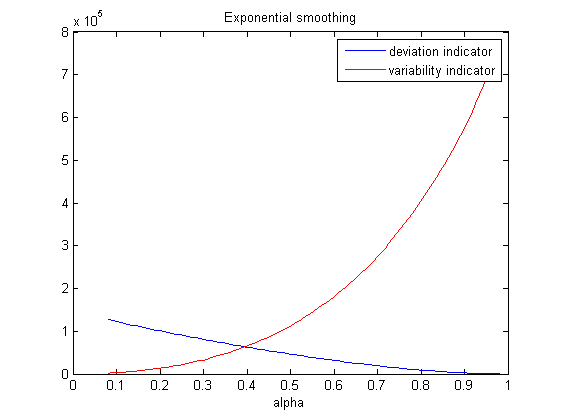 Exponential smoothing
x 10^5
deviation indicator
variability indicator
8
7
6
5
4
3
2
1
0
0 0.1 0.2 0.3 0.4 0.5 0.6 0.7 0.8 0.9 1
alpha